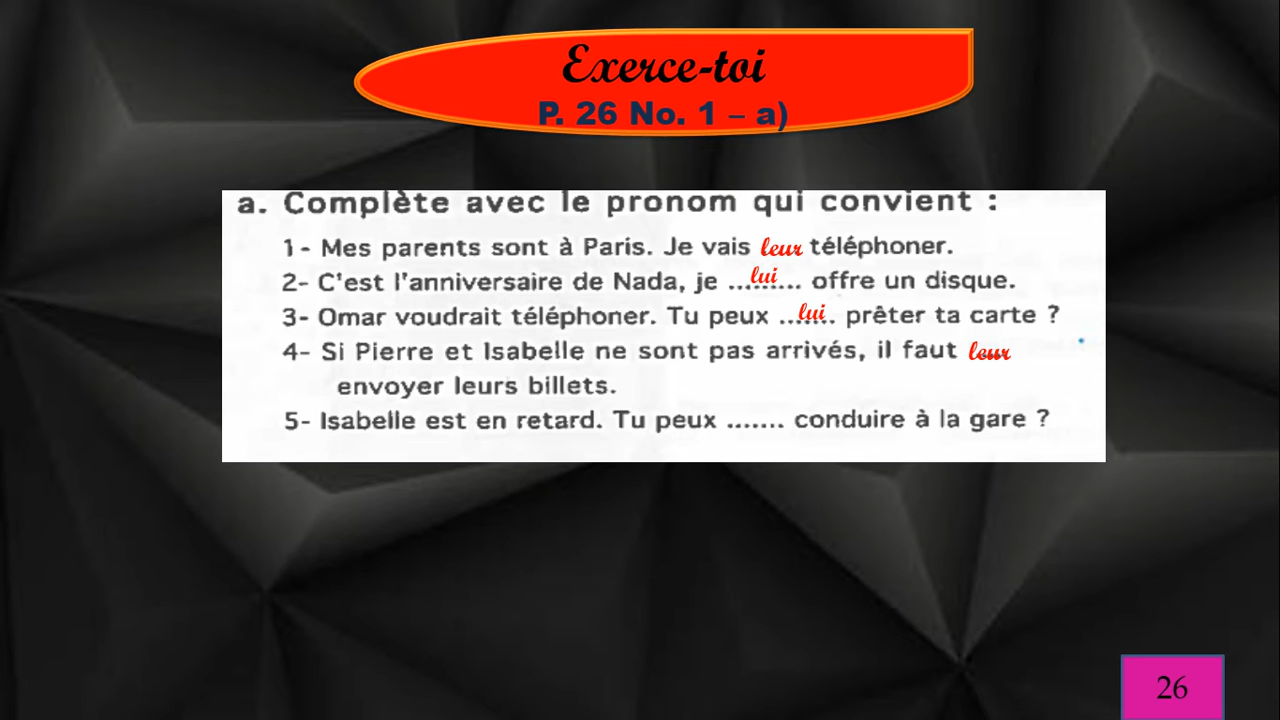 Exerce-toi
P. 26 No. 1 – a)
a. Complète avec le pronom qui convient :
1- Mes parents sont à Paris. Je vais leur téléphoner.
2- C'est l'anniversaire de Nada, je ...lui... offre un disque.
3- Omar voudrait téléphoner. Tu peux ...lui.. prêter ta carte ?
4- Si Pierre et Isabelle ne sont pas arrivés, il faut leur
envoyer leurs billets.
5- Isabelle est en retard. Tu peux ....... conduire à la gare ?
26